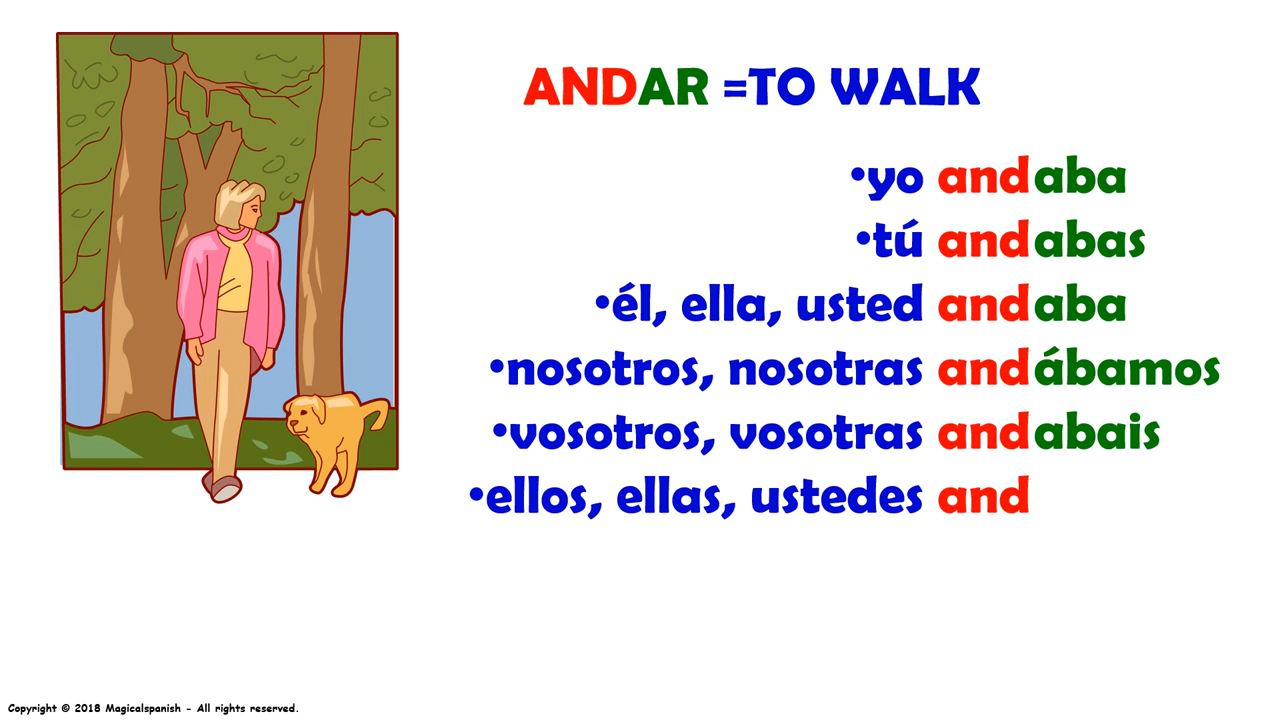 ANDAR =TO WALK
•yo andaba
•tú andabas
•él, ella, usted andaba
•nosotros, nosotras andábamos
•vosotros, vosotras andabais
•ellos, ellas, ustedes and
Copyright © 2018 Magicalspanish - All rights reserved.